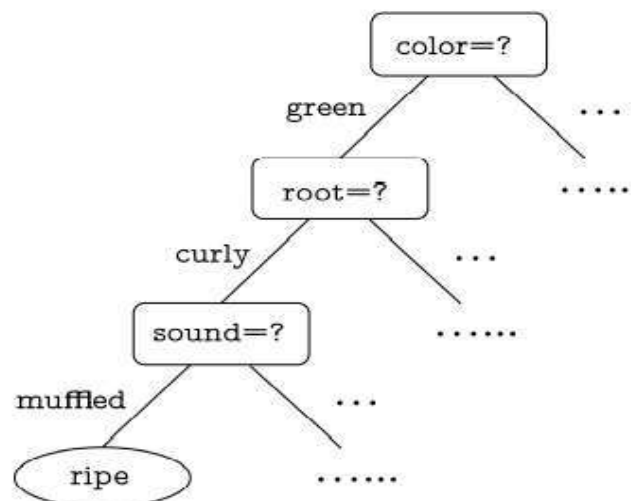 color=?
green
...
root=?
......
curly
...
sound=?
......
muffled
...
ripe
......